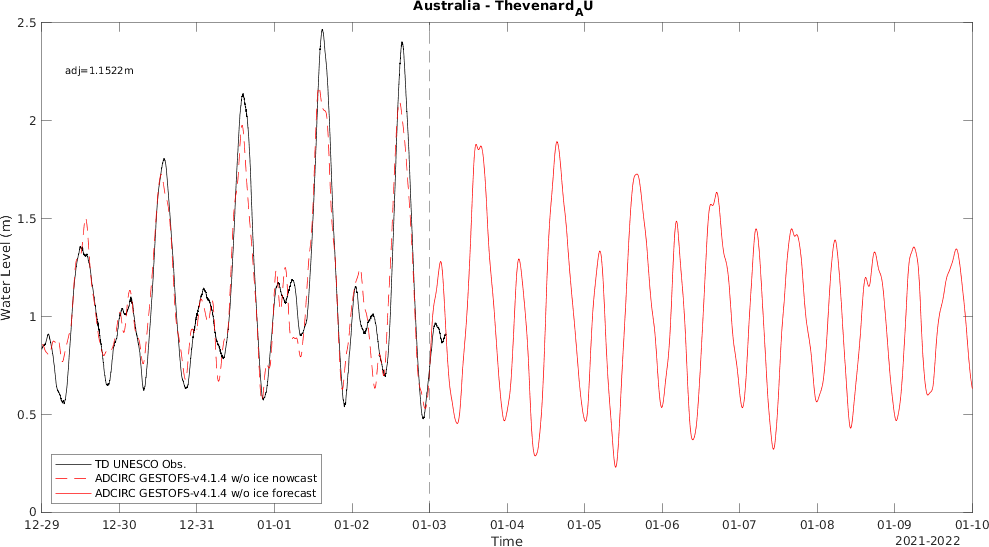 Australia - Thevenard_AU
adj=1.1522m
Water Level (m)
2.5
2
1.5
1
0.5
0
TD UNESCO Obs.
ADCIRC GESTOFS-v4.1.4 w/o ice nowcast
ADCIRC GESTOFS-v4.1.4 w/o ice forecast
12-29 12-30 12-31 01-01 01-02 01-03 01-04 01-05 01-06 01-07 01-08 01-09 01-10
Time
2021-2022